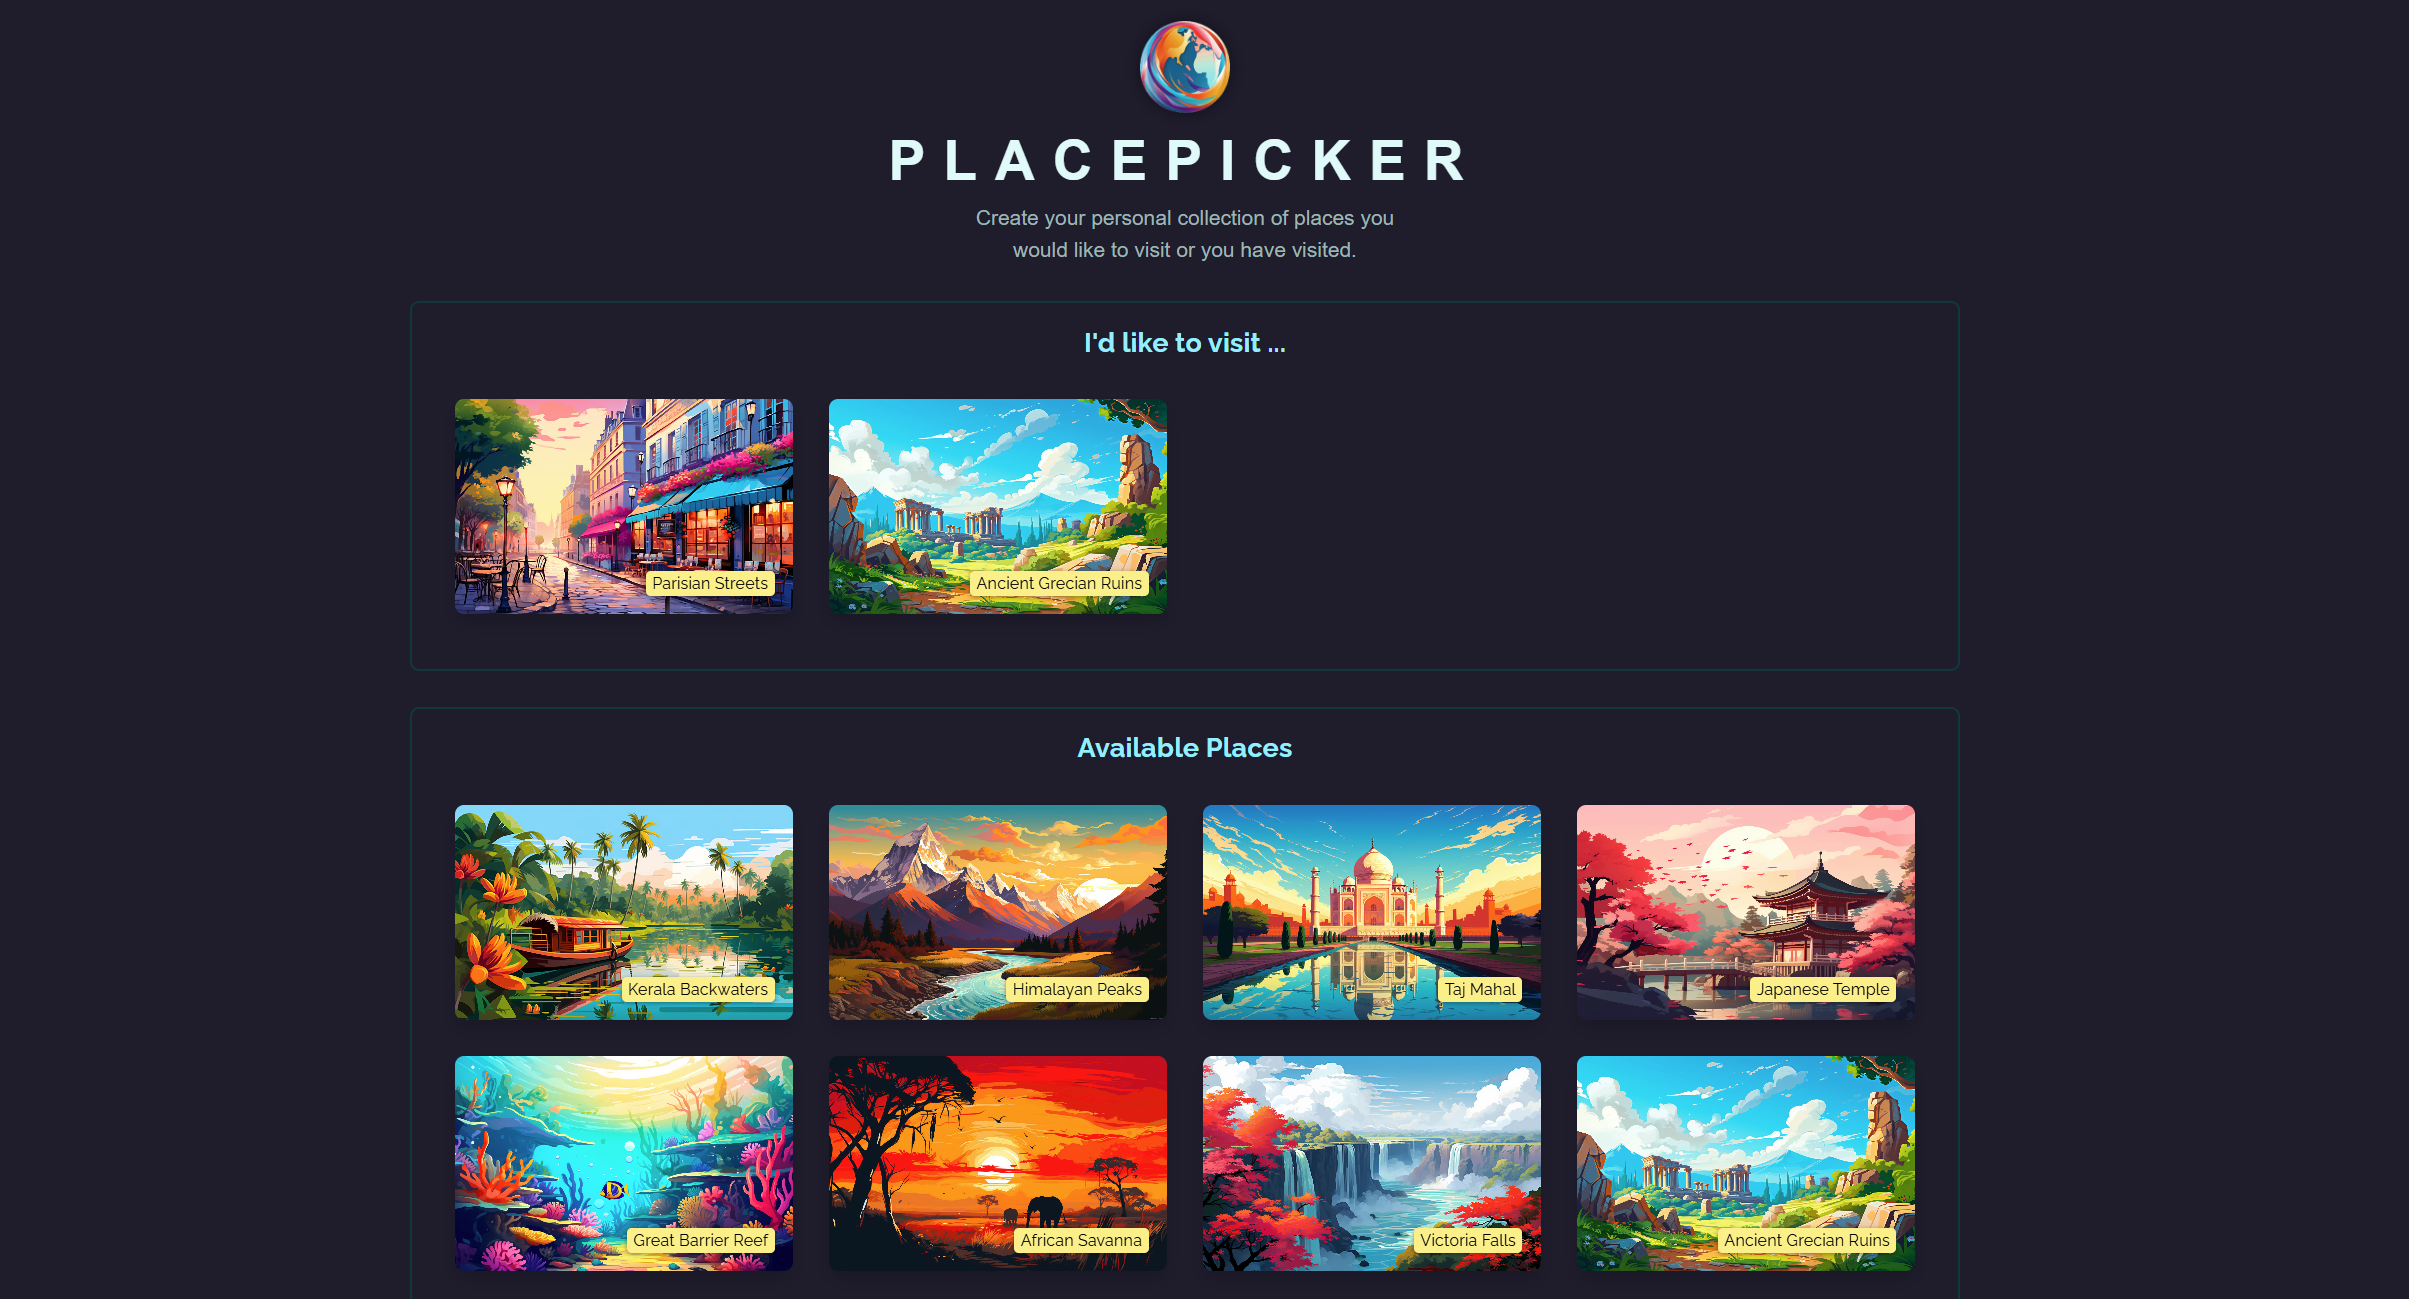 PLACEPICKER
Create your personal collection of places you
would like to visit or you have visited.
I'd like to visit ...
Parisian Streets
Ancient Grecian Ruins
Available Places
Kerala Backwaters
Himalayan Peaks
Taj Mahal
Japanese Temple
Great Barrier Reef
African Savanna
Victoria Falls
Ancient Grecian Ruins